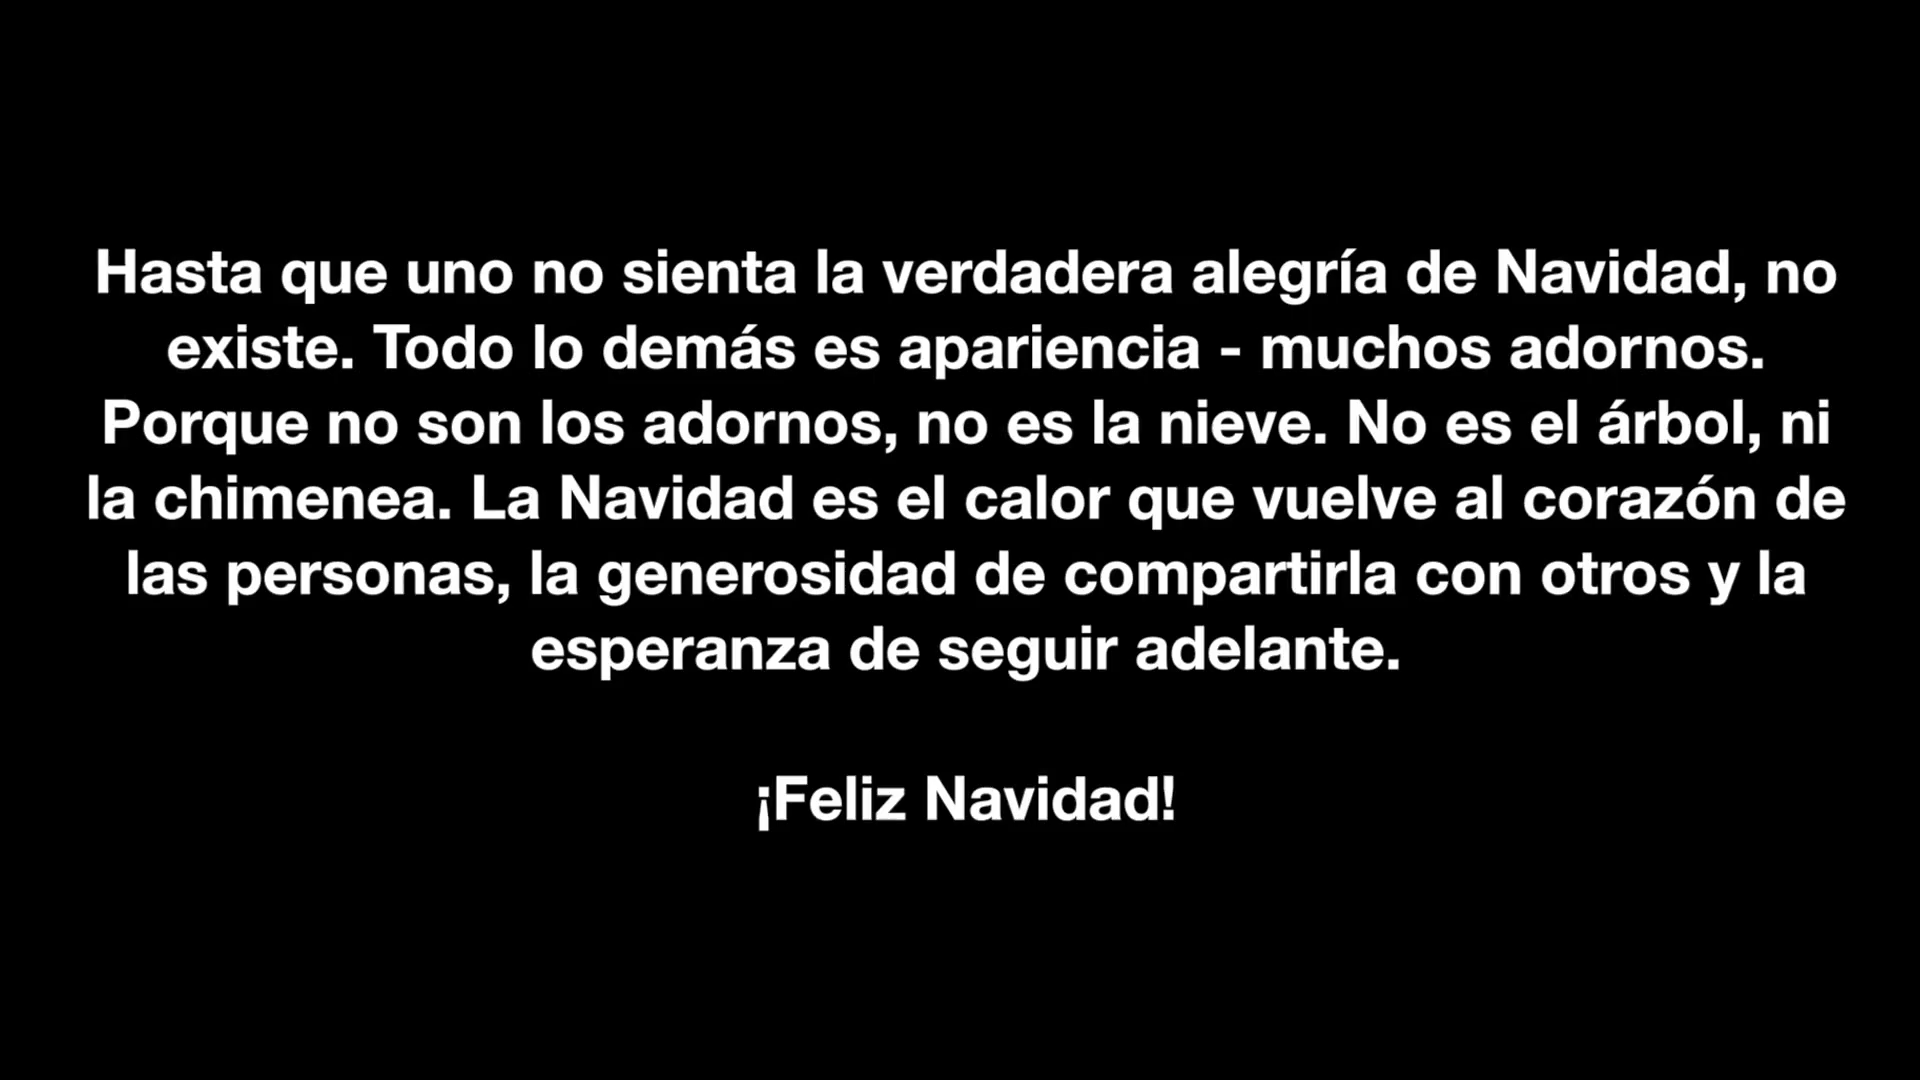 Hasta que uno no sienta la verdadera alegría de Navidad, no
existe. Todo lo demás es apariencia - muchos adornos.
Porque no son los adornos, no es la nieve. No es el árbol, ni
la chimenea. La Navidad es el calor que vuelve al corazón de
las personas, la generosidad de compartirla con otros y la
esperanza de seguir adelante.
¡Feliz Navidad!